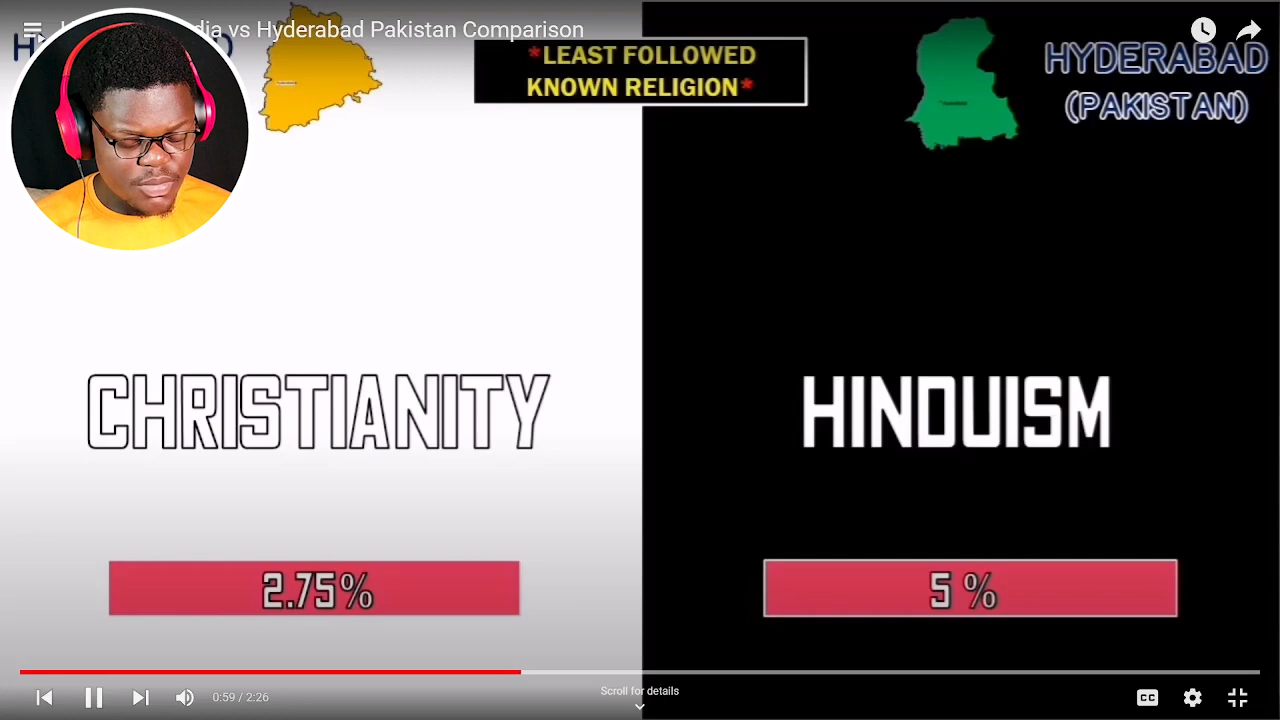 dia vs Hyderabad Pakistan Comparison
*LEAST FOLLOWED
KNOWN RELIGION*
HYDERABAD
(PAKISTAN)
CHRISTIANITY
HINDUISM
2.75%
5 %
0:59 / 2:26
Scroll for details
CC